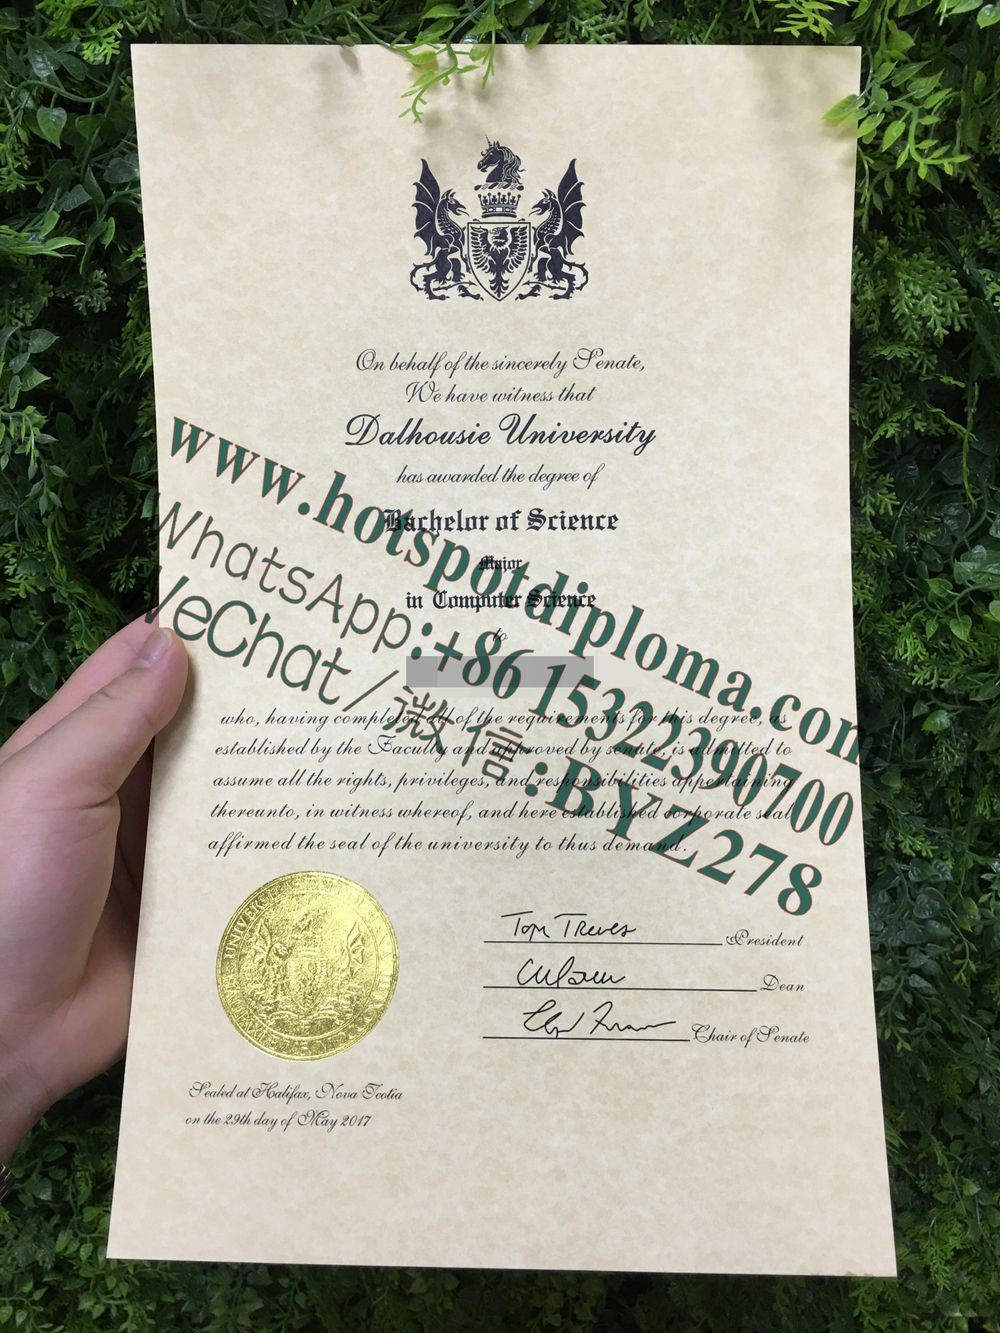 On behalf of the sincerely Senate,
We have witness that
Dalhousie University
has awarded the degree of
Bachelor of Science
Major
in Computer Science
to
who, having completed all of the requirements for this degree, as
established by the Faculty and approved by senate, is admitted to
assume all the rights, privileges, and responsibilities appertaining
thereunto, in witness whereof, and here established corporate seal
affirmed the seal of the university to thus demand.
President
Dean
Chair of Senate
Sealed at Halifax, Nova Tcotia
on the 29th day of May 2017
www.hotspotdiploma.com
WhatsApp:+86 15322390700
WeChat/微信:BYZ278